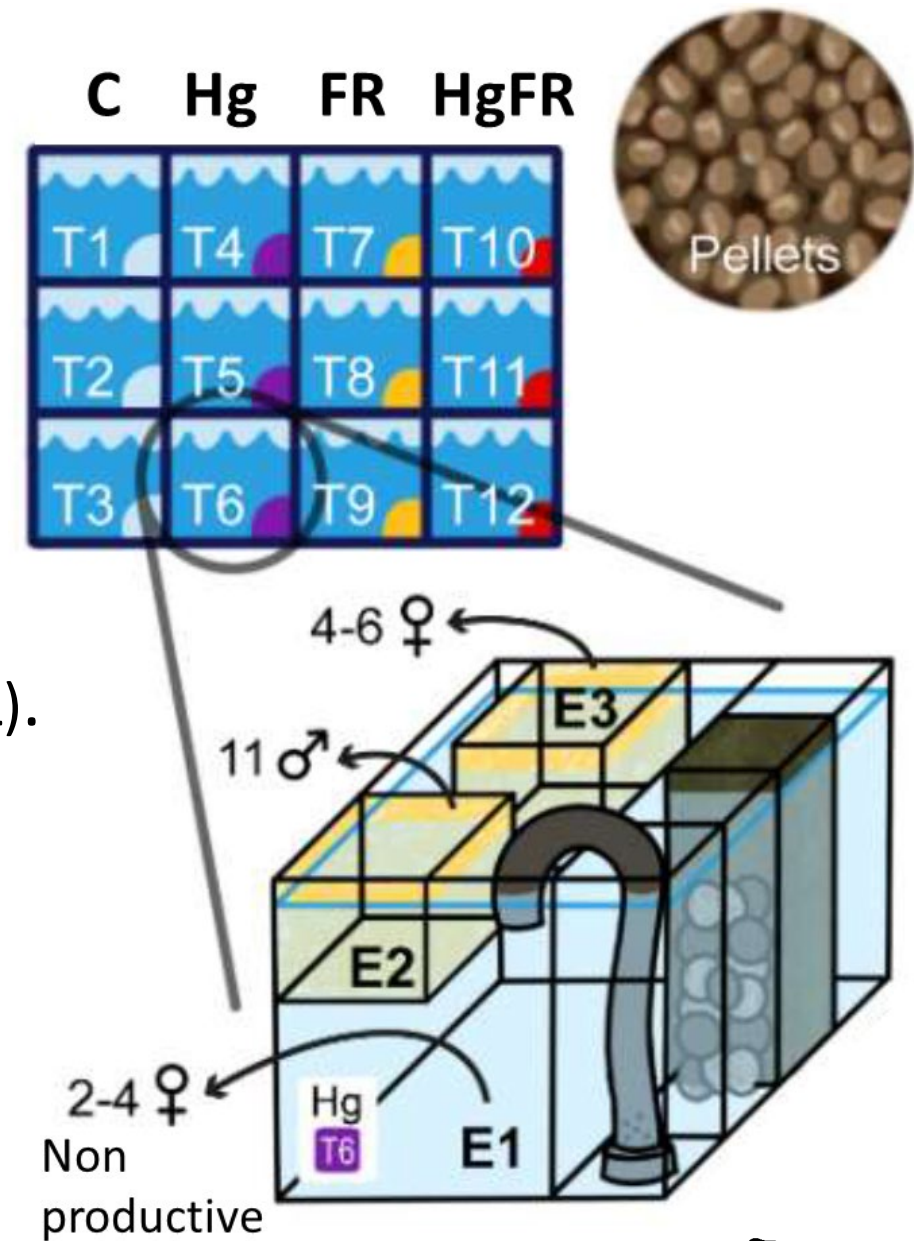 C Hg FR HgFR
T1 T4 T7 T10
Pellets
T2 T5 T8 T11
T3 T6 T9 T12
4-6 ♀
E3
).
11 ♂
E2
2-4 ♀
Hg
T6
E1
Non
productive